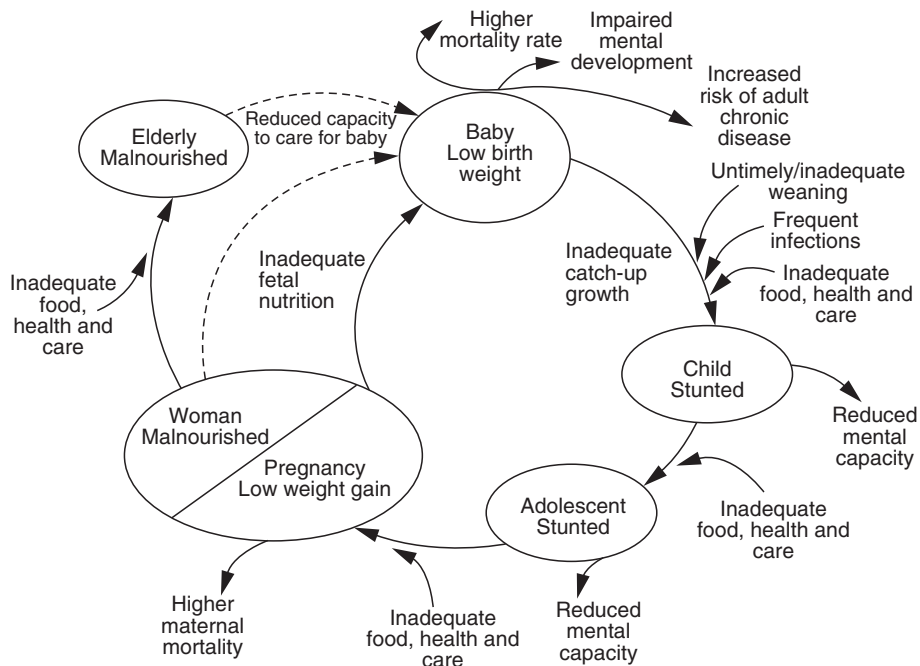 Higher
mortality rate
Impaired
mental
development
Increased
risk of adult
chronic
disease
Elderly
Malnourished
Reduced capacity
to care for baby
Baby
Low birth
weight
Untimely/inadequate
weaning
Frequent
infections
Inadequate
food, health and
care
Inadequate
catch-up
growth
Inadequate
fetal
nutrition
Inadequate
food,
health and
care
Child
Stunted
Reduced
mental
capacity
Woman
Malnourished
Pregnancy
Low weight gain
Adolescent
Stunted
Inadequate
food, health and
care
Higher
maternal
mortality
Inadequate
food, health and
care
Reduced
mental
capacity